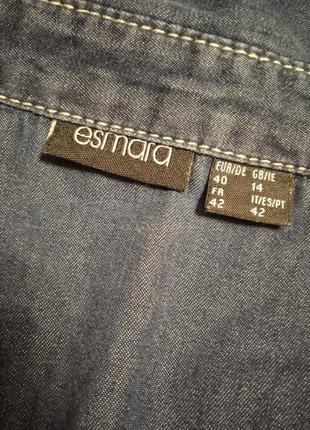 esmara
EUR/DE GB/IE
40 14
FR IT/ES/PT
42 42